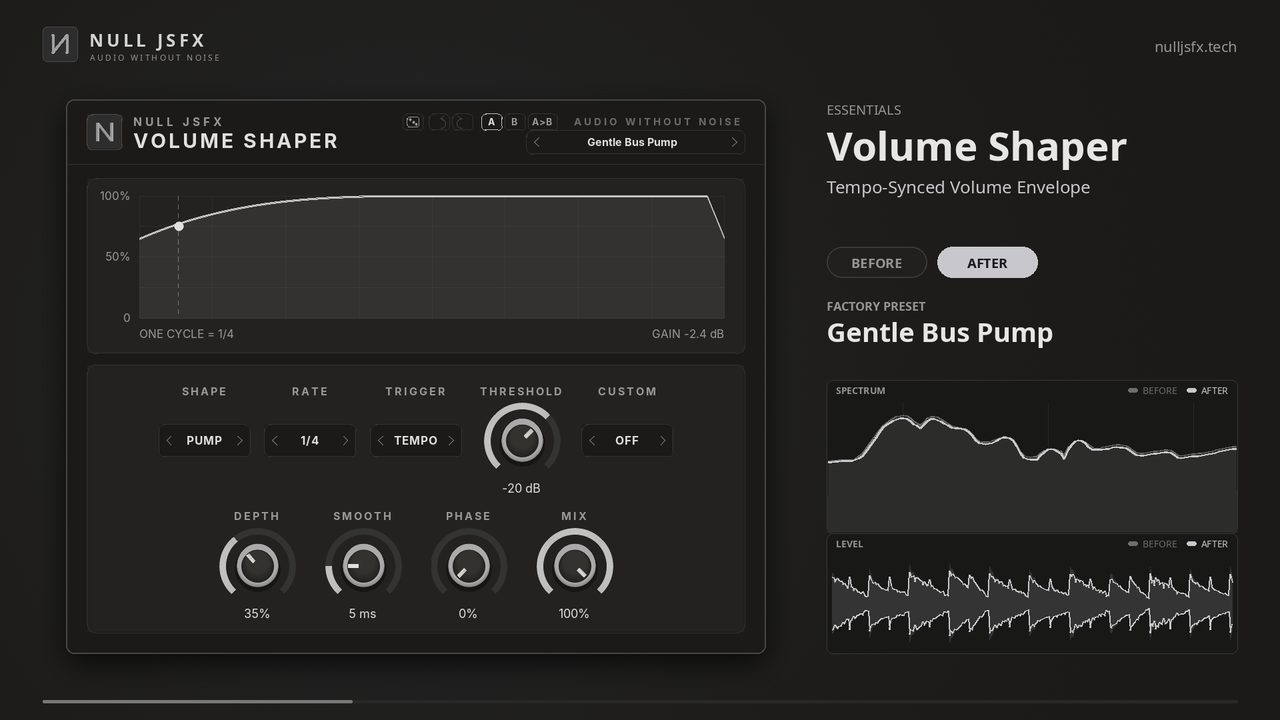 NULL JSFX
AUDIO WITHOUT NOISE
nulljsfx.tech
N
NULL JSFX
VOLUME SHAPER
A B A>B
AUDIO WITHOUT NOISE
Gentle Bus Pump
100%
50%
0
ONE CYCLE = 1/4
GAIN -2.4 dB
SHAPE RATE TRIGGER THRESHOLD CUSTOM
PUMP 1/4 TEMPO OFF
-20 dB
DEPTH SMOOTH PHASE MIX
35% 5 ms 0% 100%
ESSENTIALS
Volume Shaper
Tempo-Synced Volume Envelope
BEFORE AFTER
FACTORY PRESET
Gentle Bus Pump
SPECTRUM BEFORE AFTER
LEVEL BEFORE AFTER